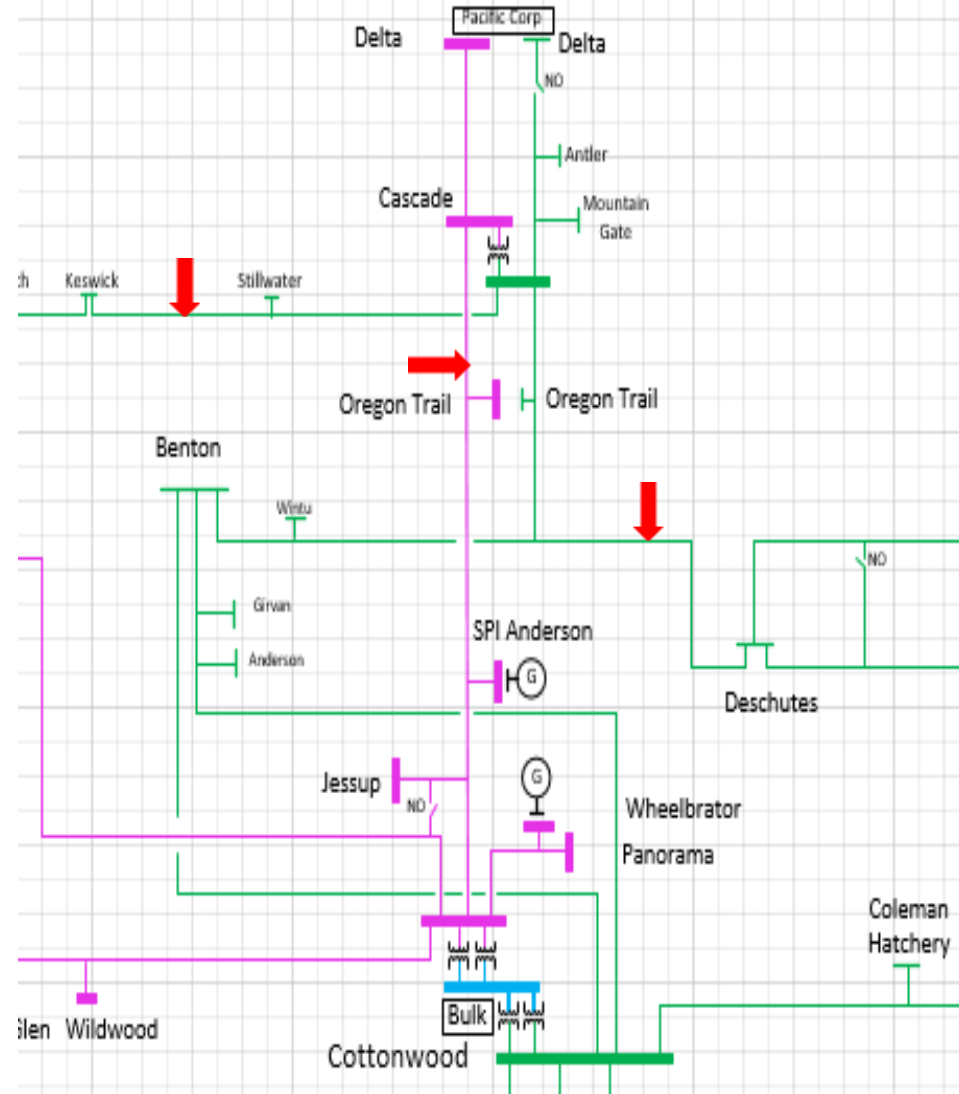 Pacific Corp
Delta
Delta
NO
Antler
Cascade
Mountain
Gate
Keswick
Stillwater
Oregon Trail
Oregon Trail
Benton
Wintu
NO
Girvan
SPI Anderson
Anderson
G
Deschutes
Jessup
G
NO
Wheelbrator
Panorama
Coleman
Hatchery
Wildwood
Bulk
Cottonwood